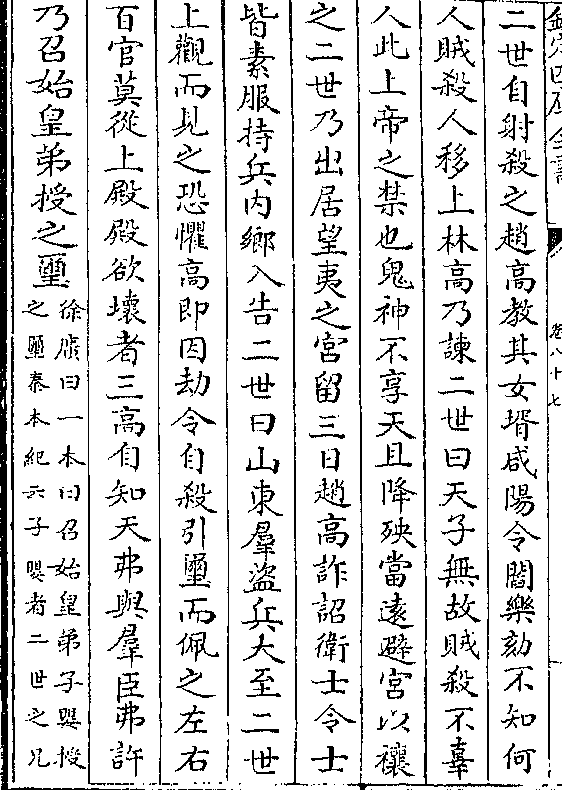 欽定四庫全書
卷八十七
二世自射殺之趙高教其女壻咸陽令閻樂劾不知何
人賊殺人移上林高乃諫二世曰天子無故賊殺不辜
人此上帝之禁也鬼神不享天且降殃當遠避宮以禳
之二世乃出居望夷之宮留三日趙高詐詔衛士令士
皆素服持兵内鄉入告二世曰山東羣盜兵大至二世
上觀而見之恐懼高即因劫令自殺引璽而佩之左右
百官莫從上殿殿欲壞者三高自知天弗與羣臣弗許
乃召始皇弟授之璽
徐廣曰一本曰召始皇弟子嬰授
之璽秦本紀云子嬰者二世之兄